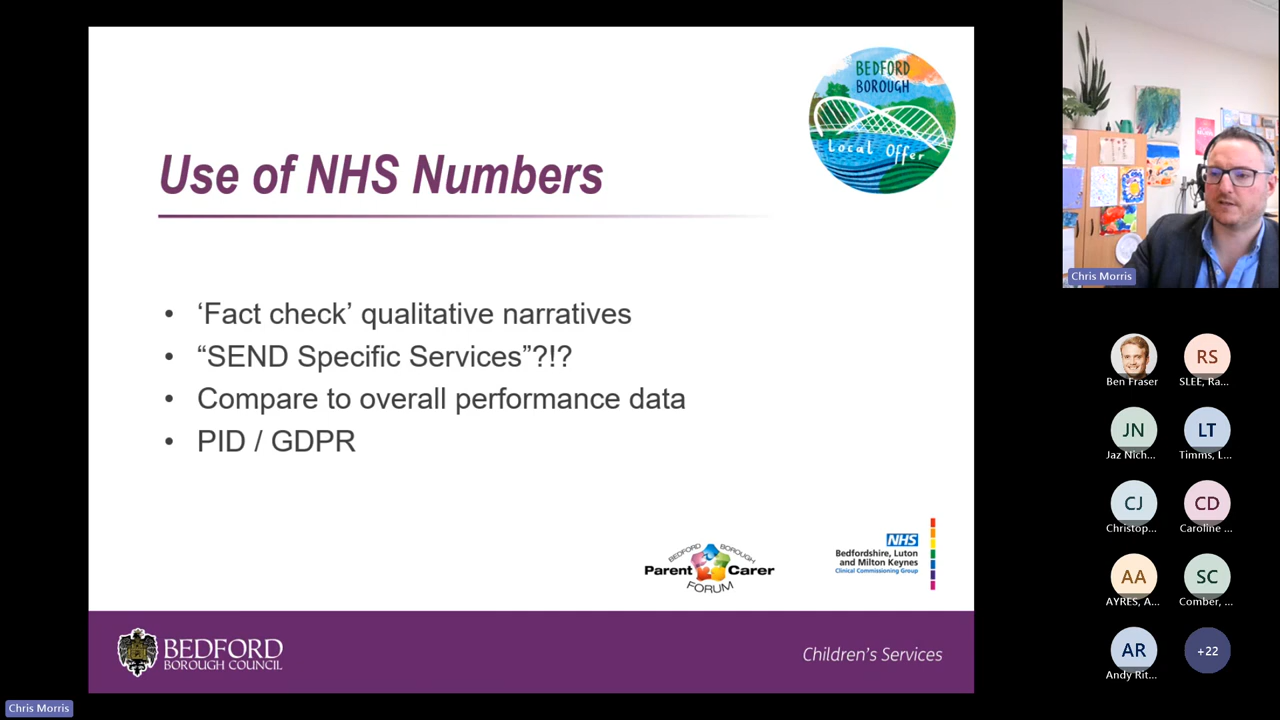 BEDFORD
BOROUGH
Local Offer
Use of NHS Numbers
• ‘Fact check’ qualitative narratives
• “SEND Specific Services”?!?
• Compare to overall performance data
• PID / GDPR
BEDFORD BOROUGH
Parent Carer
FORUM
NHS
Bedfordshire, Luton
and Milton Keynes
Clinical Commissioning Group
BEDFORD
BOROUGH COUNCIL
Children's Services
Chris Morris
Chris Morris
Ben Fraser
RS
SLEE, Ra...
JN
Jaz Nich...
LT
Timms, L...
CJ
Christop...
CD
Caroline ...
AA
AYRES, A...
SC
Comber, ...
AR
Andy Rit...
+22